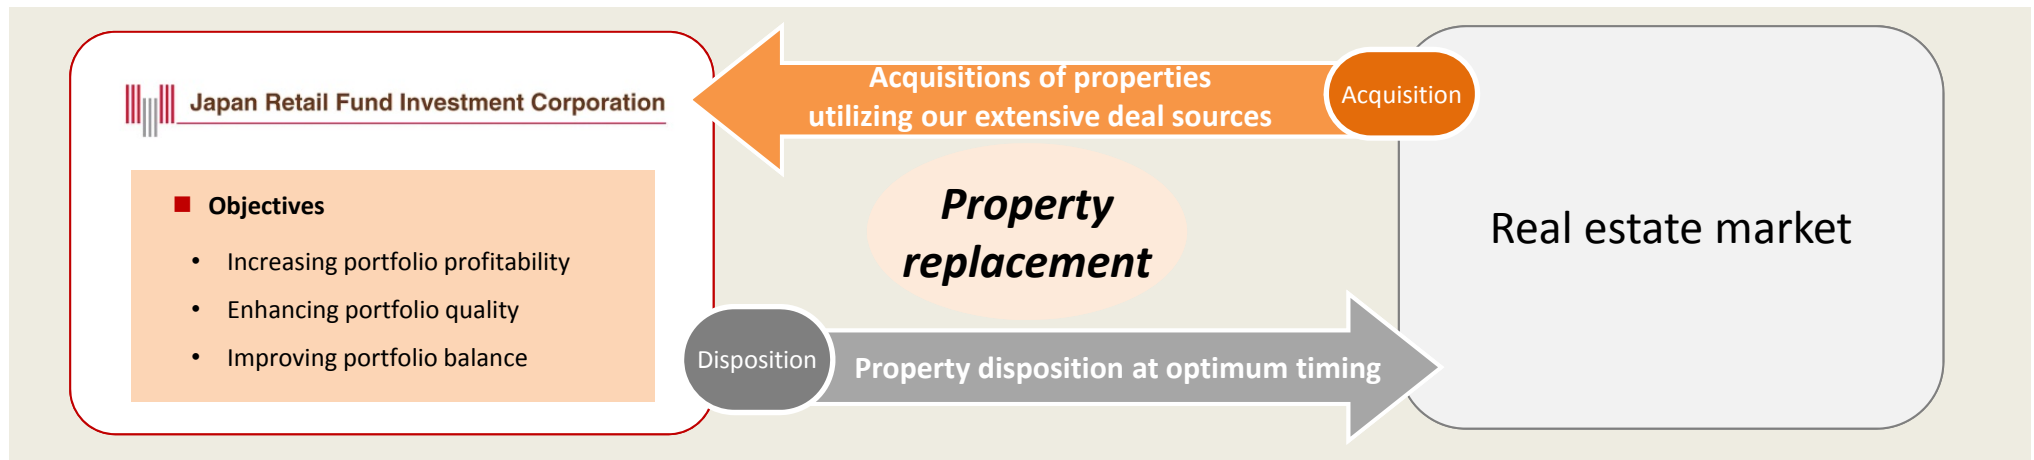 Japan Retail Fund Investment Corporation
■ Objectives
• Increasing portfolio profitability
• Enhancing portfolio quality
• Improving portfolio balance
Acquisitions of properties
utilizing our extensive deal sources
Acquisition
Property
replacement
Disposition
Property disposition at optimum timing
Real estate market